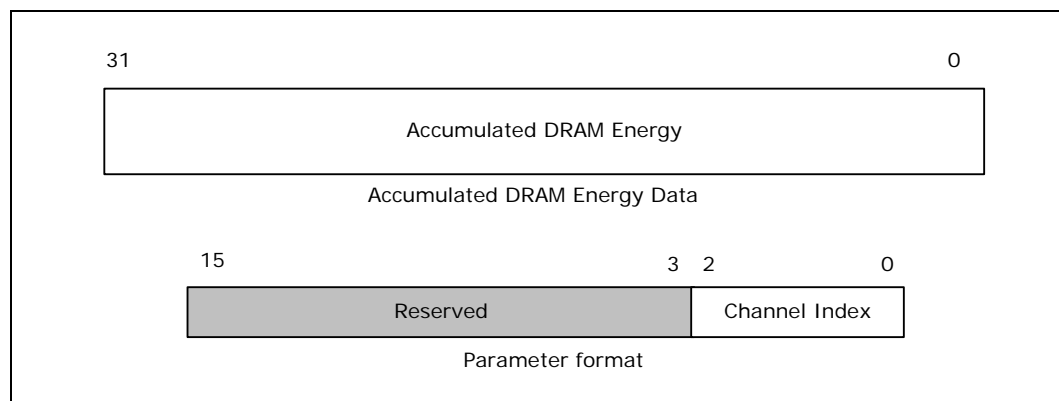 31 0
Accumulated DRAM Energy
Accumulated DRAM Energy Data
15 3 2 0
Reserved Channel Index
Parameter format